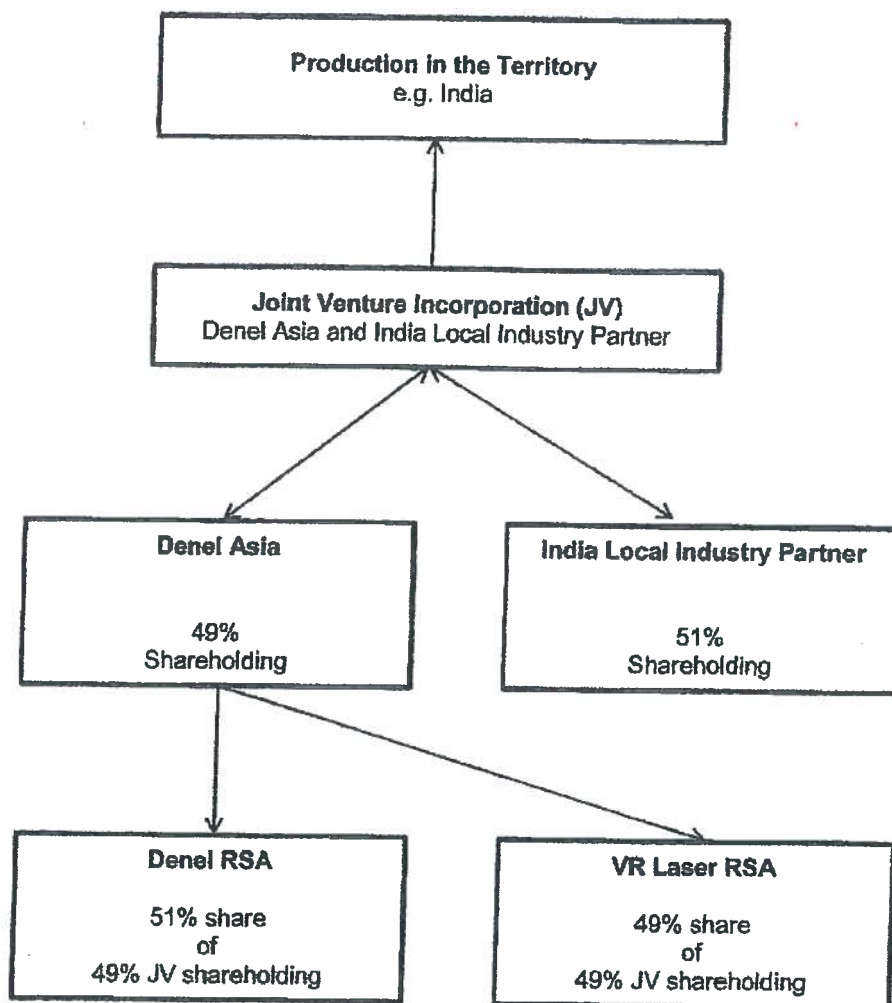 Production in the Territory
e.g. India
Joint Venture Incorporation (JV)
Denel Asia and India Local Industry Partner
Denel Asia
49%
Shareholding
India Local Industry Partner
51%
Shareholding
Denel RSA
51% share
of
49% JV shareholding
VR Laser RSA
49% share
of
49% JV shareholding